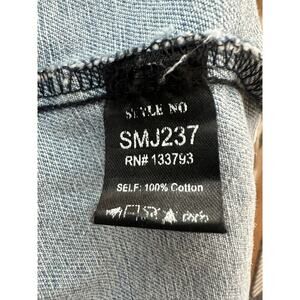 STYLE NO
SMJ237
RN# 133793
SELF: 100% Cotton